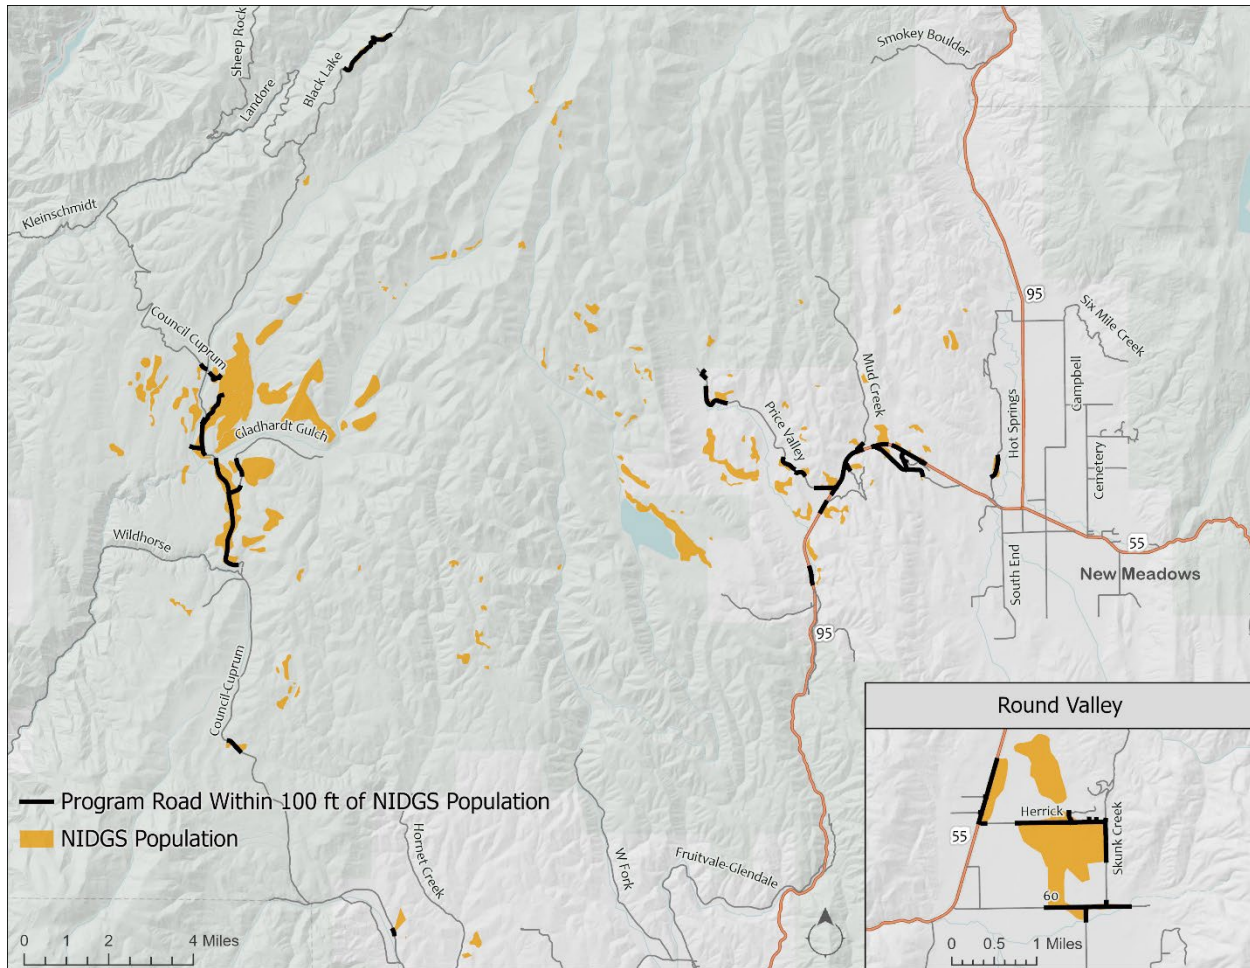 Sheep Rock
Landore
Black Lake
Smokey Boulder
Kleinschmidt
95
Six Mile Creek
Council Cuprum
Mud Creek
Hot Springs
Campbell
Gladhardt Gulch
Price Valley
Cemetery
Wildhorse
55
South End
New Meadows
95
Council-Cuprum
Round Valley
Program Road Within 100 ft of NIDGS Population
NIDGS Population
Herrick
Skunk Creek
55
60
Hornet Creek
W Fork
Fruitvale-Glendale
0 1 2 4 Miles
0 0.5 1 Miles